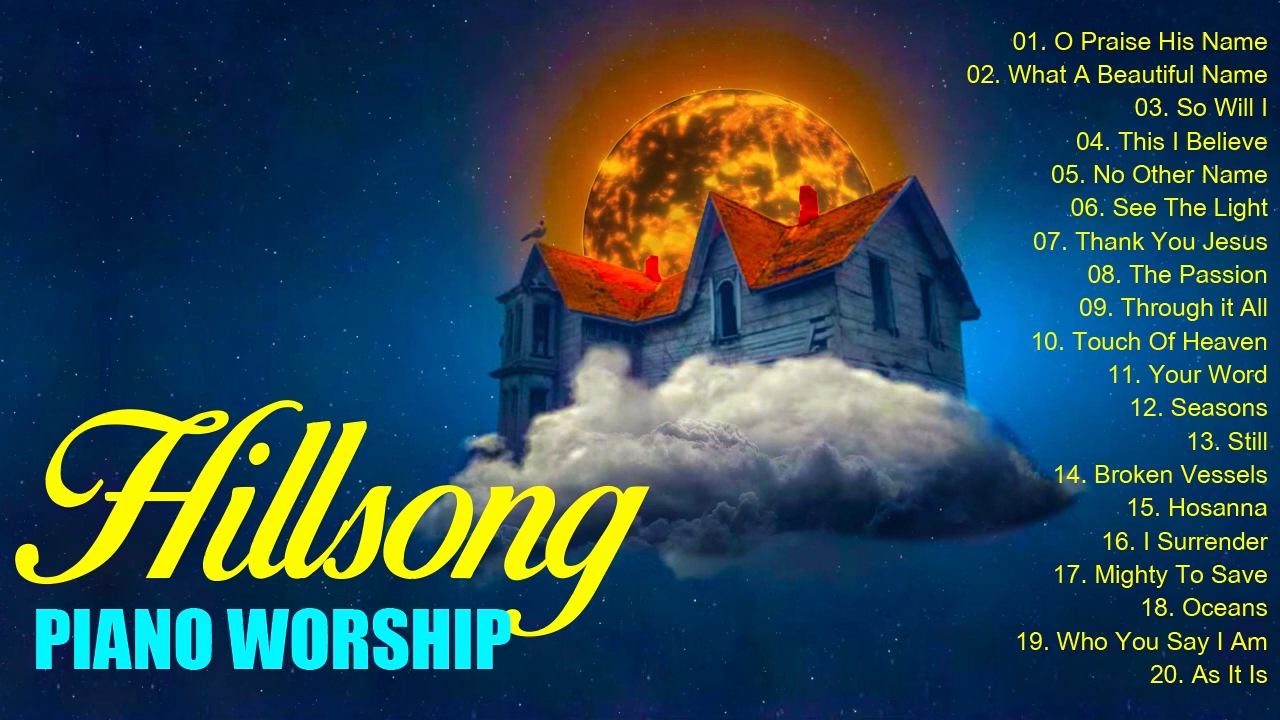 Hillsong
PIANO WORSHIP
01. O Praise His Name
02. What A Beautiful Name
03. So Will I
04. This I Believe
05. No Other Name
06. See The Light
07. Thank You Jesus
08. The Passion
09. Through it All
10. Touch Of Heaven
11. Your Word
12. Seasons
13. Still
14. Broken Vessels
15. Hosanna
16. I Surrender
17. Mighty To Save
18. Oceans
19. Who You Say I Am
20. As It Is